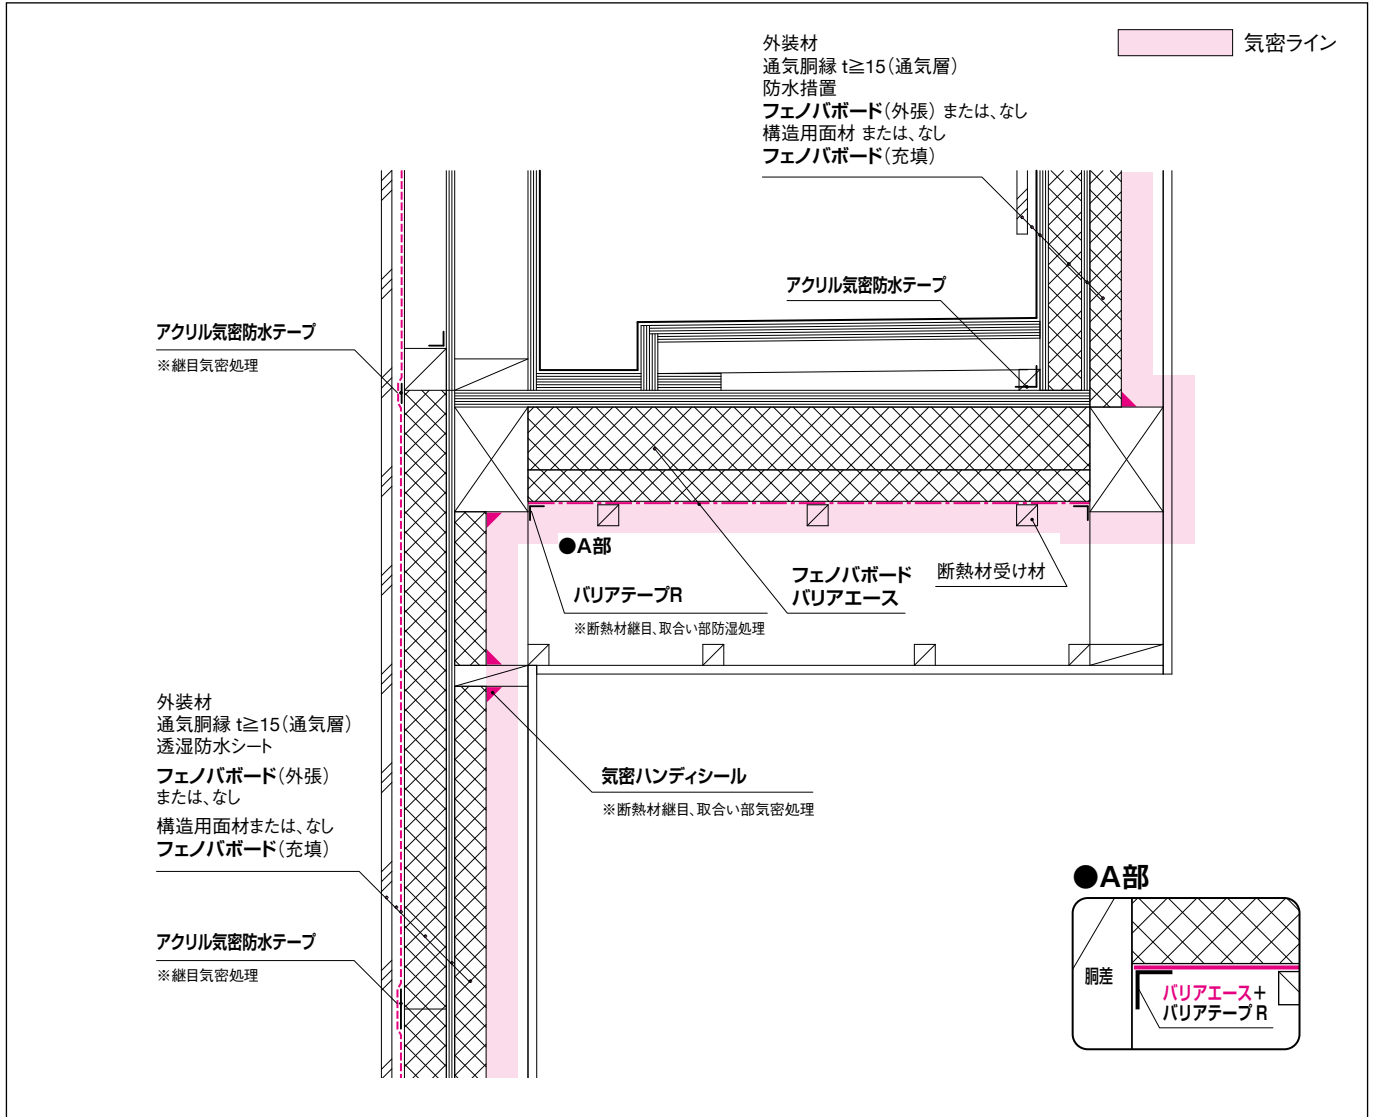 外装材
通気胴縁 t≧15(通気層)
防水措置
フェノバボード(外張) または、なし
構造用面材 または、なし
フェノバボード(充填)
気密ライン
アクリル気密防水テープ
アクリル気密防水テープ
※継目気密処理
●A部
バリアテープR
※断熱材継目、取合い部防湿処理
フェノバボード
バリアエース
断熱材受け材
外装材
通気胴縁 t≧15(通気層)
透湿防水シート
フェノバボード(外張)
または、なし
構造用面材または、なし
フェノバボード(充填)
気密ハンディシール
※断熱材継目、取合い部気密処理
アクリル気密防水テープ
※継目気密処理
●A部
胴差
バリアエース+
バリアテープ R